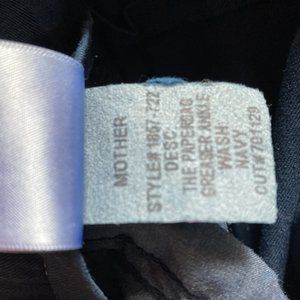 MOTHER
STYLE# 1867-722
DESC
THE PAPERBAG
GREASER ANKLE
WASH
NAVY
CUT# 701129